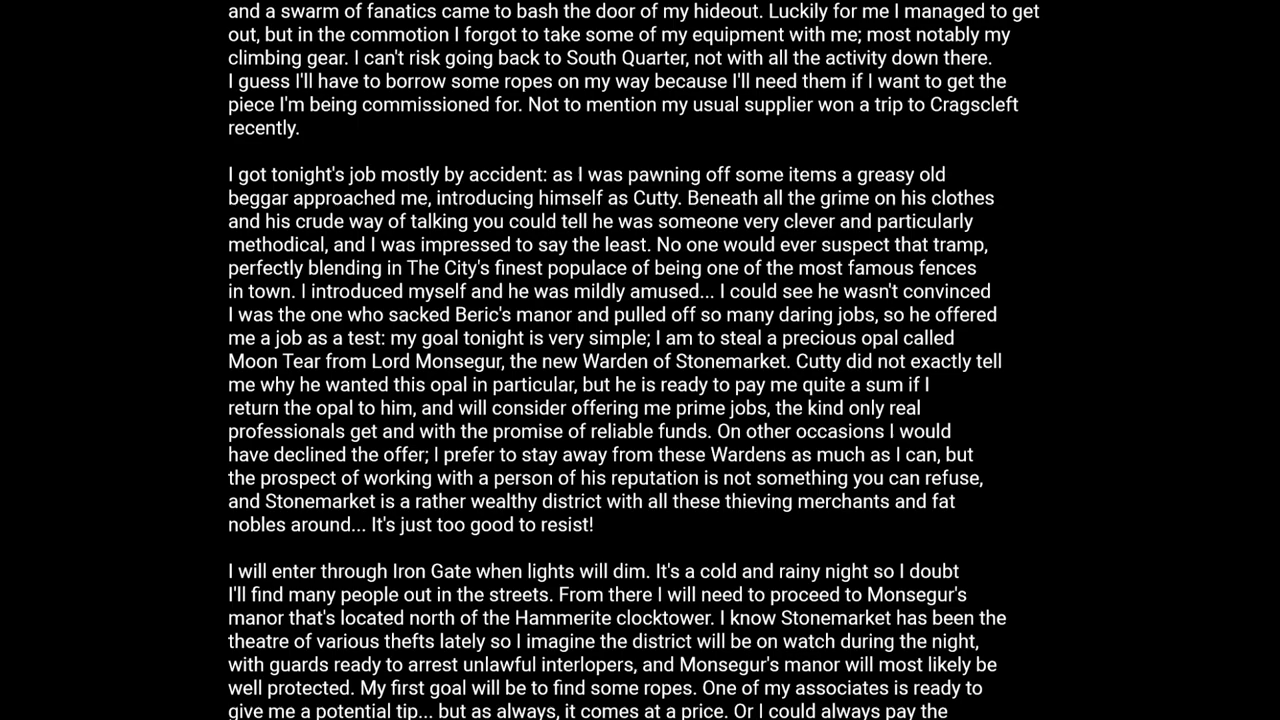 and a swarm of fanatics came to bash the door of my hideout. Luckily for me I managed to get
out, but in the commotion I forgot to take some of my equipment with me; most notably my
climbing gear. I can't risk going back to South Quarter, not with all the activity down there.
I guess I'll have to borrow some ropes on my way because I'll need them if I want to get the
piece I'm being commissioned for. Not to mention my usual supplier won a trip to Cragscleft
recently.
I got tonight's job mostly by accident: as I was pawning off some items a greasy old
beggar approached me, introducing himself as Cutty. Beneath all the grime on his clothes
and his crude way of talking you could tell he was someone very clever and particularly
methodical, and I was impressed to say the least. No one would ever suspect that tramp,
perfectly blending in The City's finest populace of being one of the most famous fences
in town. I introduced myself and he was mildly amused... I could see he wasn't convinced
I was the one who sacked Beric's manor and pulled off so many daring jobs, so he offered
me a job as a test: my goal tonight is very simple; I am to steal a precious opal called
Moon Tear from Lord Monsegur, the new Warden of Stonemarket. Cutty did not exactly tell
me why he wanted this opal in particular, but he is ready to pay me quite a sum if I
return the opal to him, and will consider offering me prime jobs, the kind only real
professionals get and with the promise of reliable funds. On other occasions I would
have declined the offer; I prefer to stay away from these Wardens as much as I can, but
the prospect of working with a person of his reputation is not something you can refuse,
and Stonemarket is a rather wealthy district with all these thieving merchants and fat
nobles around... It's just too good to resist!
I will enter through Iron Gate when lights will dim. It's a cold and rainy night so I doubt
I'll find many people out in the streets. From there I will need to proceed to Monsegur's
manor that's located north of the Hammerite clocktower. I know Stonemarket has been the
theatre of various thefts lately so I imagine the district will be on watch during the night,
with guards ready to arrest unlawful interlopers, and Monsegur's manor will most likely be
well protected. My first goal will be to find some ropes. One of my associates is ready to
give me a potential tip... but as always, it comes at a price. Or I could always pay the